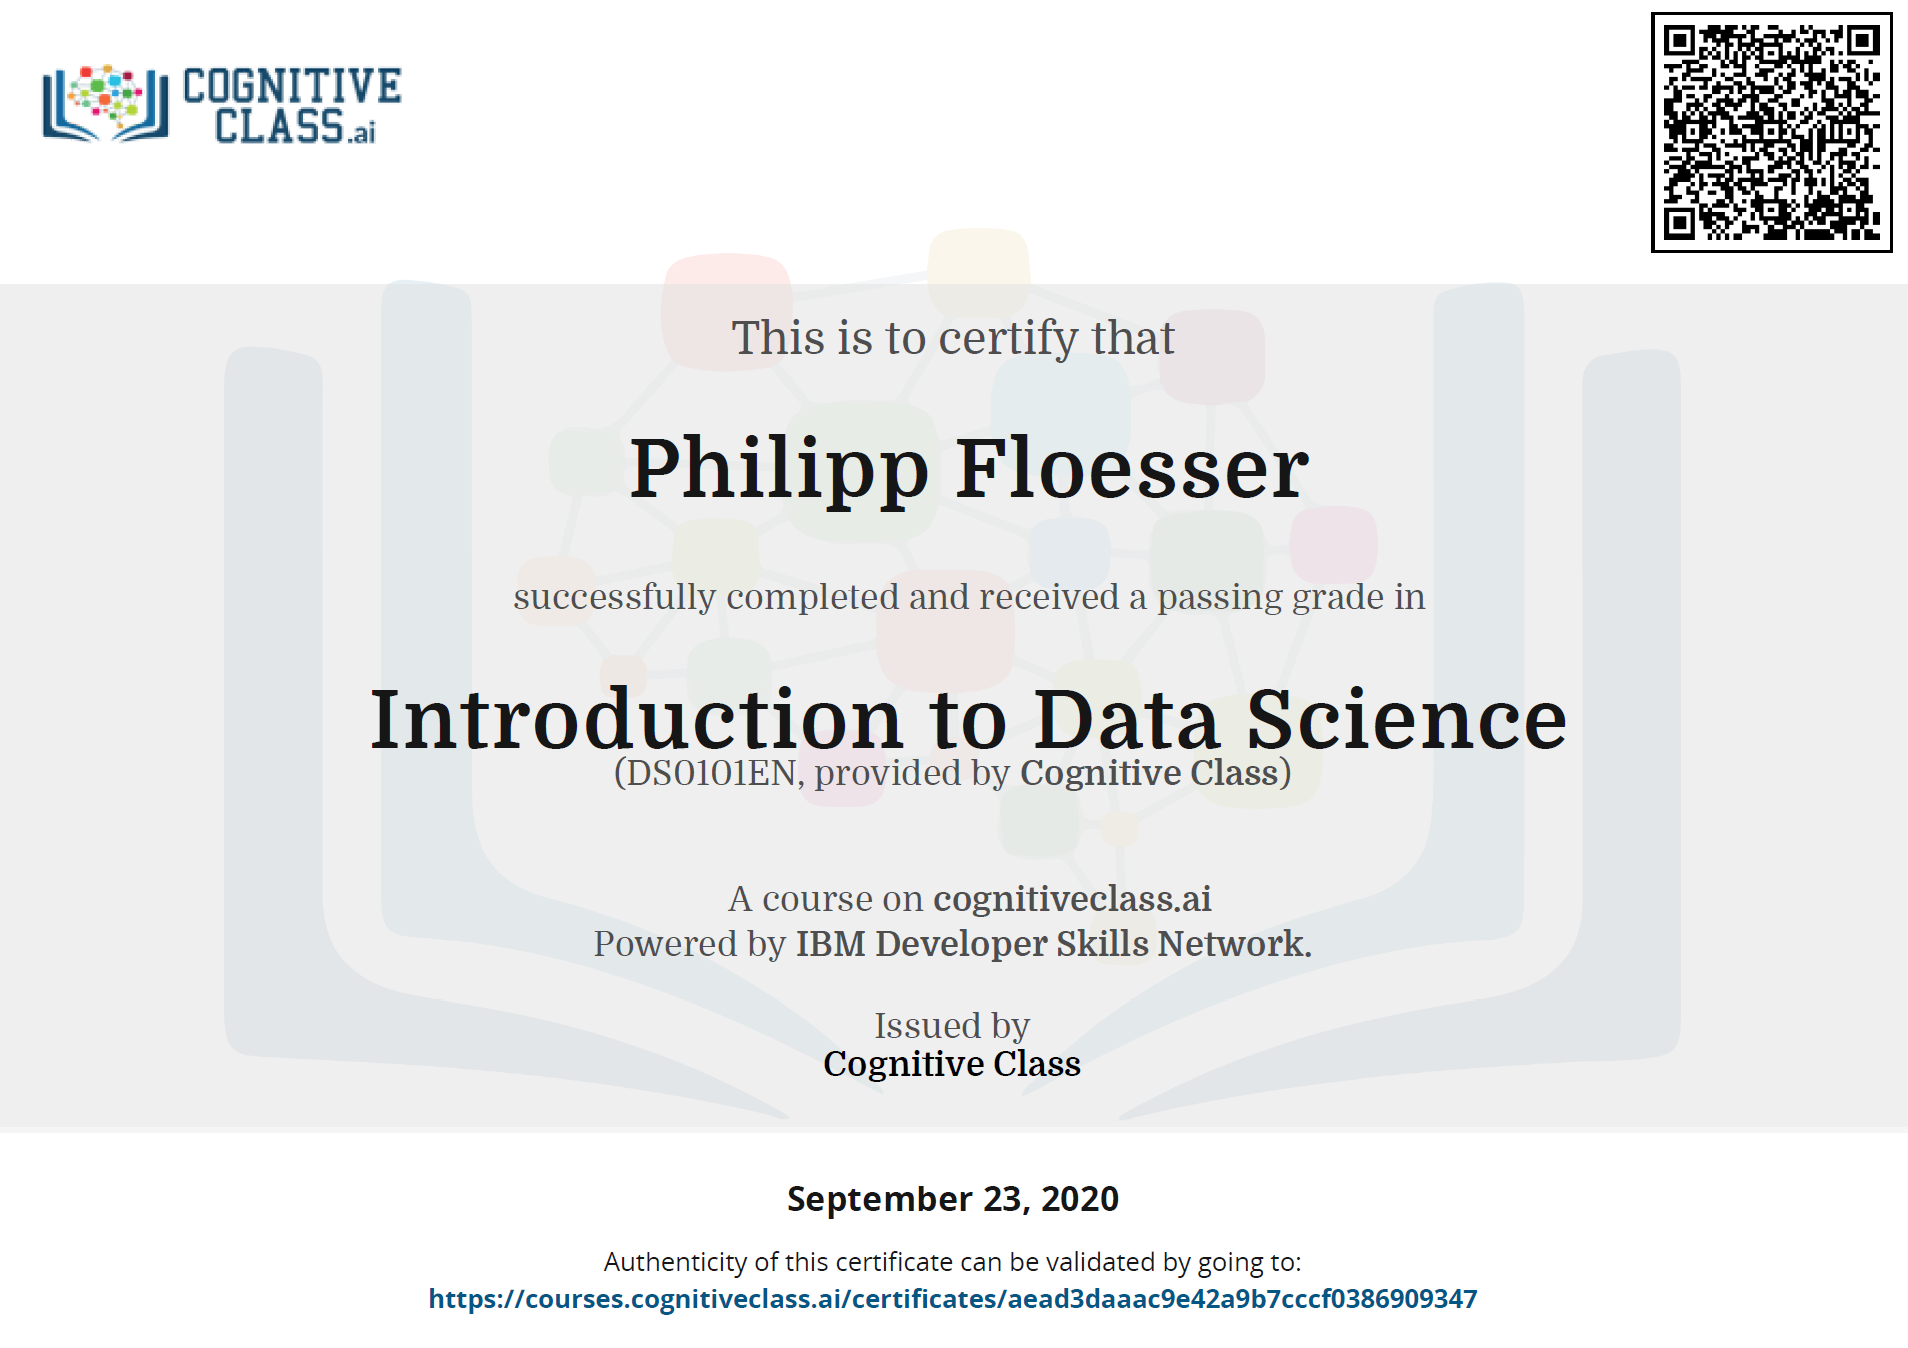 COGNITIVE
CLASS.ai
This is to certify that
Philipp Floesser
successfully completed and received a passing grade in
Introduction to Data Science
(DS0101EN, provided by Cognitive Class)
A course on cognitiveclass.ai
Powered by IBM Developer Skills Network.
Issued by
Cognitive Class
September 23, 2020
Authenticity of this certificate can be validated by going to:
https://courses.cognitiveclass.ai/certificates/aead3daaac9e42a9b7cccf0386909347